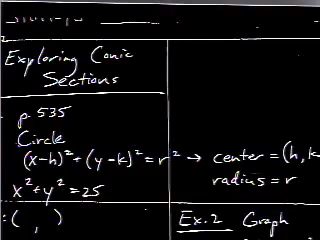 Exploring Conic
Sections
p 535
Circle
(x-h)² + (y-k)² = r² → center = (h, k
radius = r
x² + y² = 25
:( , )
Ex. 2 Graph